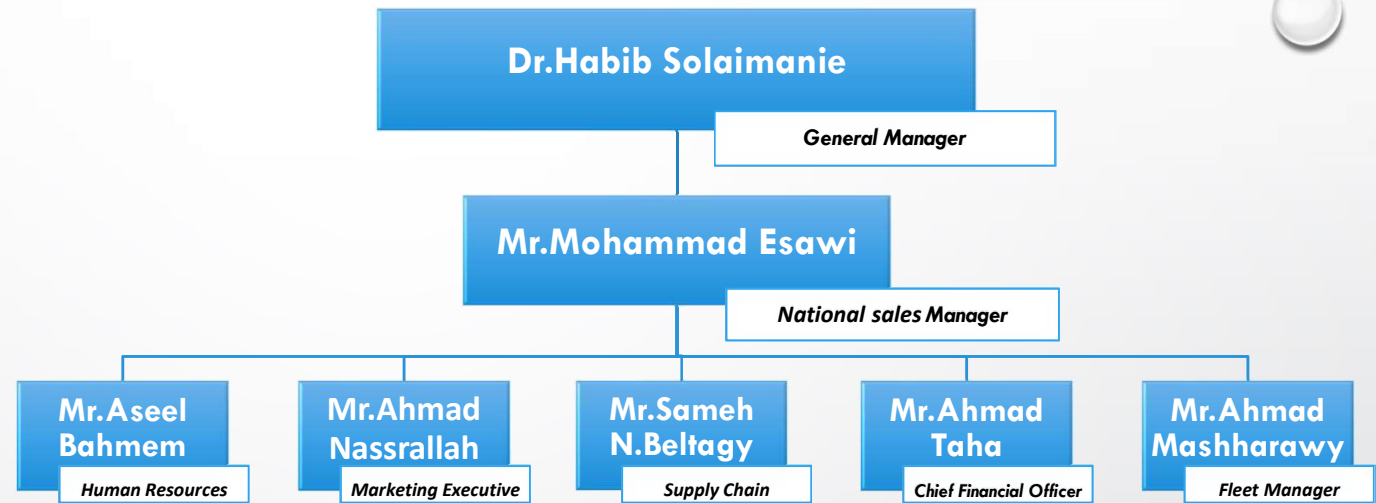 Dr.Habib Solaimanie
General Manager
Mr.Mohammad Esawi
National sales Manager
Mr.Aseel
Bahmem
Human Resources
Mr.Ahmad
Nassrallah
Marketing Executive
Mr.Sameh
N.Beltagy
Supply Chain
Mr.Ahmad
Taha
Chief Financial Officer
Mr.Ahmad
Mashharawy
Fleet Manager